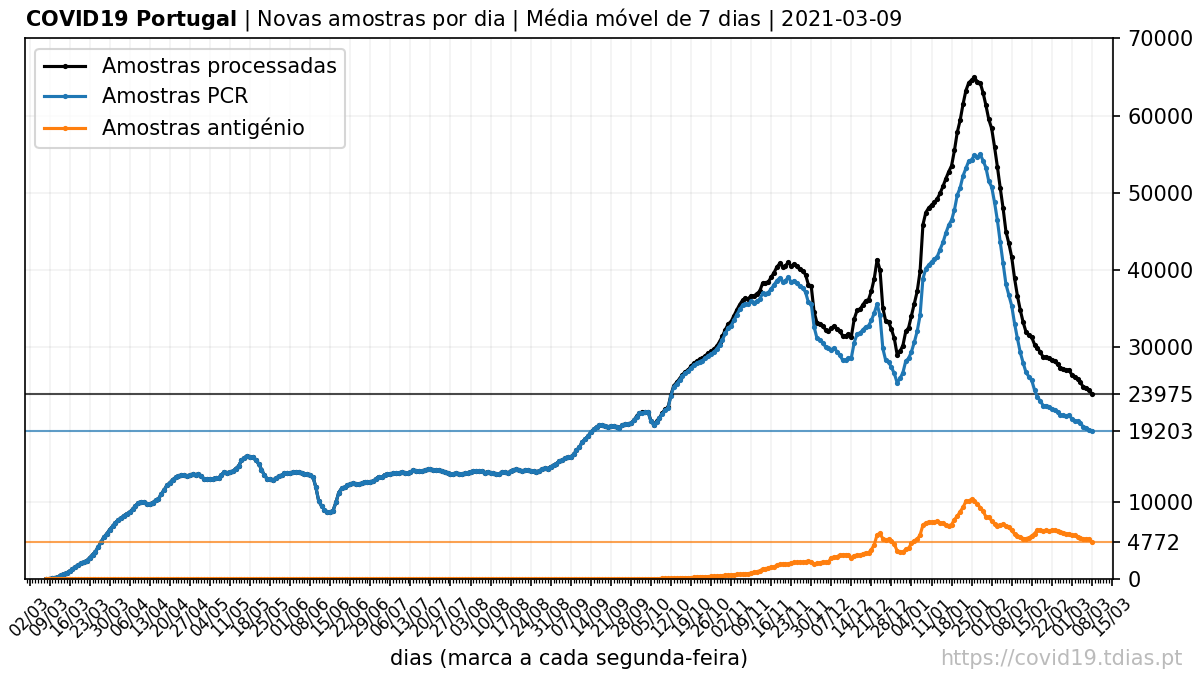 COVID19 Portugal | Novas amostras por dia | Média móvel de 7 dias | 2021-03-09
Amostras processadas
Amostras PCR
Amostras antigénio
70000
60000
50000
40000
30000
23975
19203
10000
4772
0
02/03 09/03 16/03 23/03 30/03 06/04 13/04 20/04 27/04 04/05 11/05 18/05 25/05 01/06 08/06 15/06 22/06 29/06 06/07 13/07 20/07 27/07 03/08 10/08 17/08 24/08 31/08 07/09 14/09 21/09 28/09 05/10 12/10 19/10 26/10 02/11 09/11 16/11 23/11 30/11 07/12 14/12 21/12 28/12 04/01 11/01 18/01 25/01 01/02 08/02 15/02 22/02 01/03 08/03 15/03
dias (marca a cada segunda-feira)
https://covid19.tdias.pt